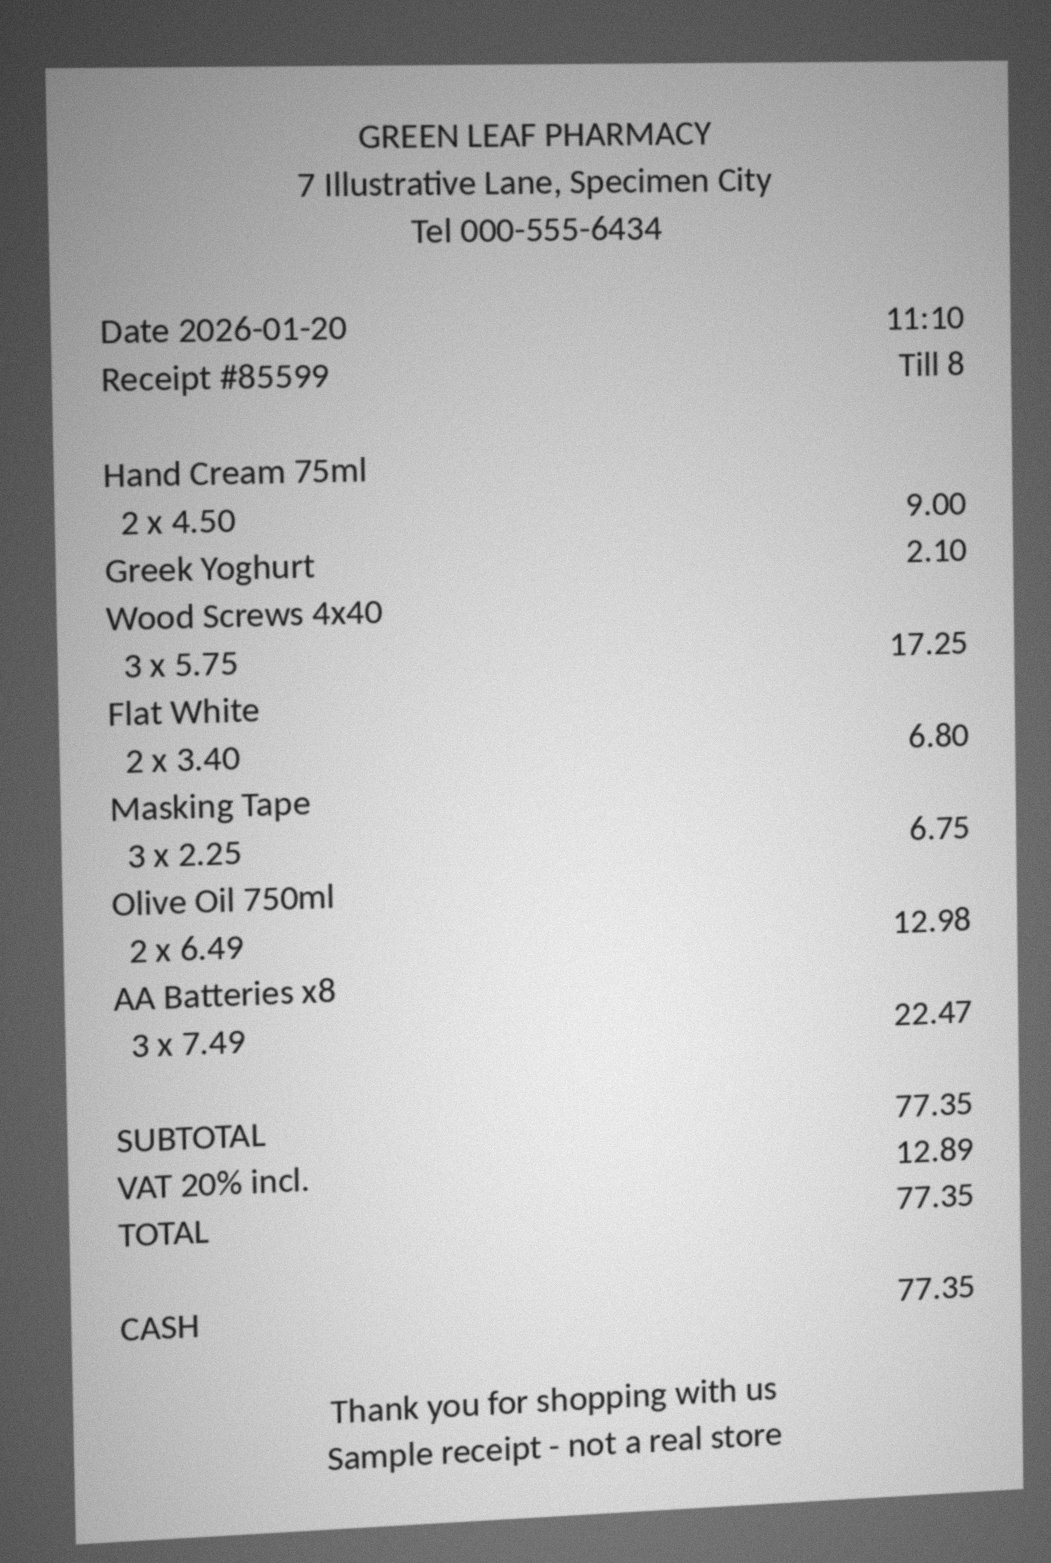 GREEN LEAF PHARMACY
7 Illustrative Lane, Specimen City
Tel 000-555-6434
Date 2026-01-20 11:10
Receipt #85599 Till 8
Hand Cream 75ml
2 x 4.50 9.00
Greek Yoghurt 2.10
Wood Screws 4x40
3 x 5.75 17.25
Flat White
2 x 3.40 6.80
Masking Tape
3 x 2.25 6.75
Olive Oil 750ml
2 x 6.49 12.98
AA Batteries x8
3 x 7.49 22.47
SUBTOTAL 77.35
VAT 20% incl. 12.89
TOTAL 77.35
CASH 77.35
Thank you for shopping with us
Sample receipt - not a real store